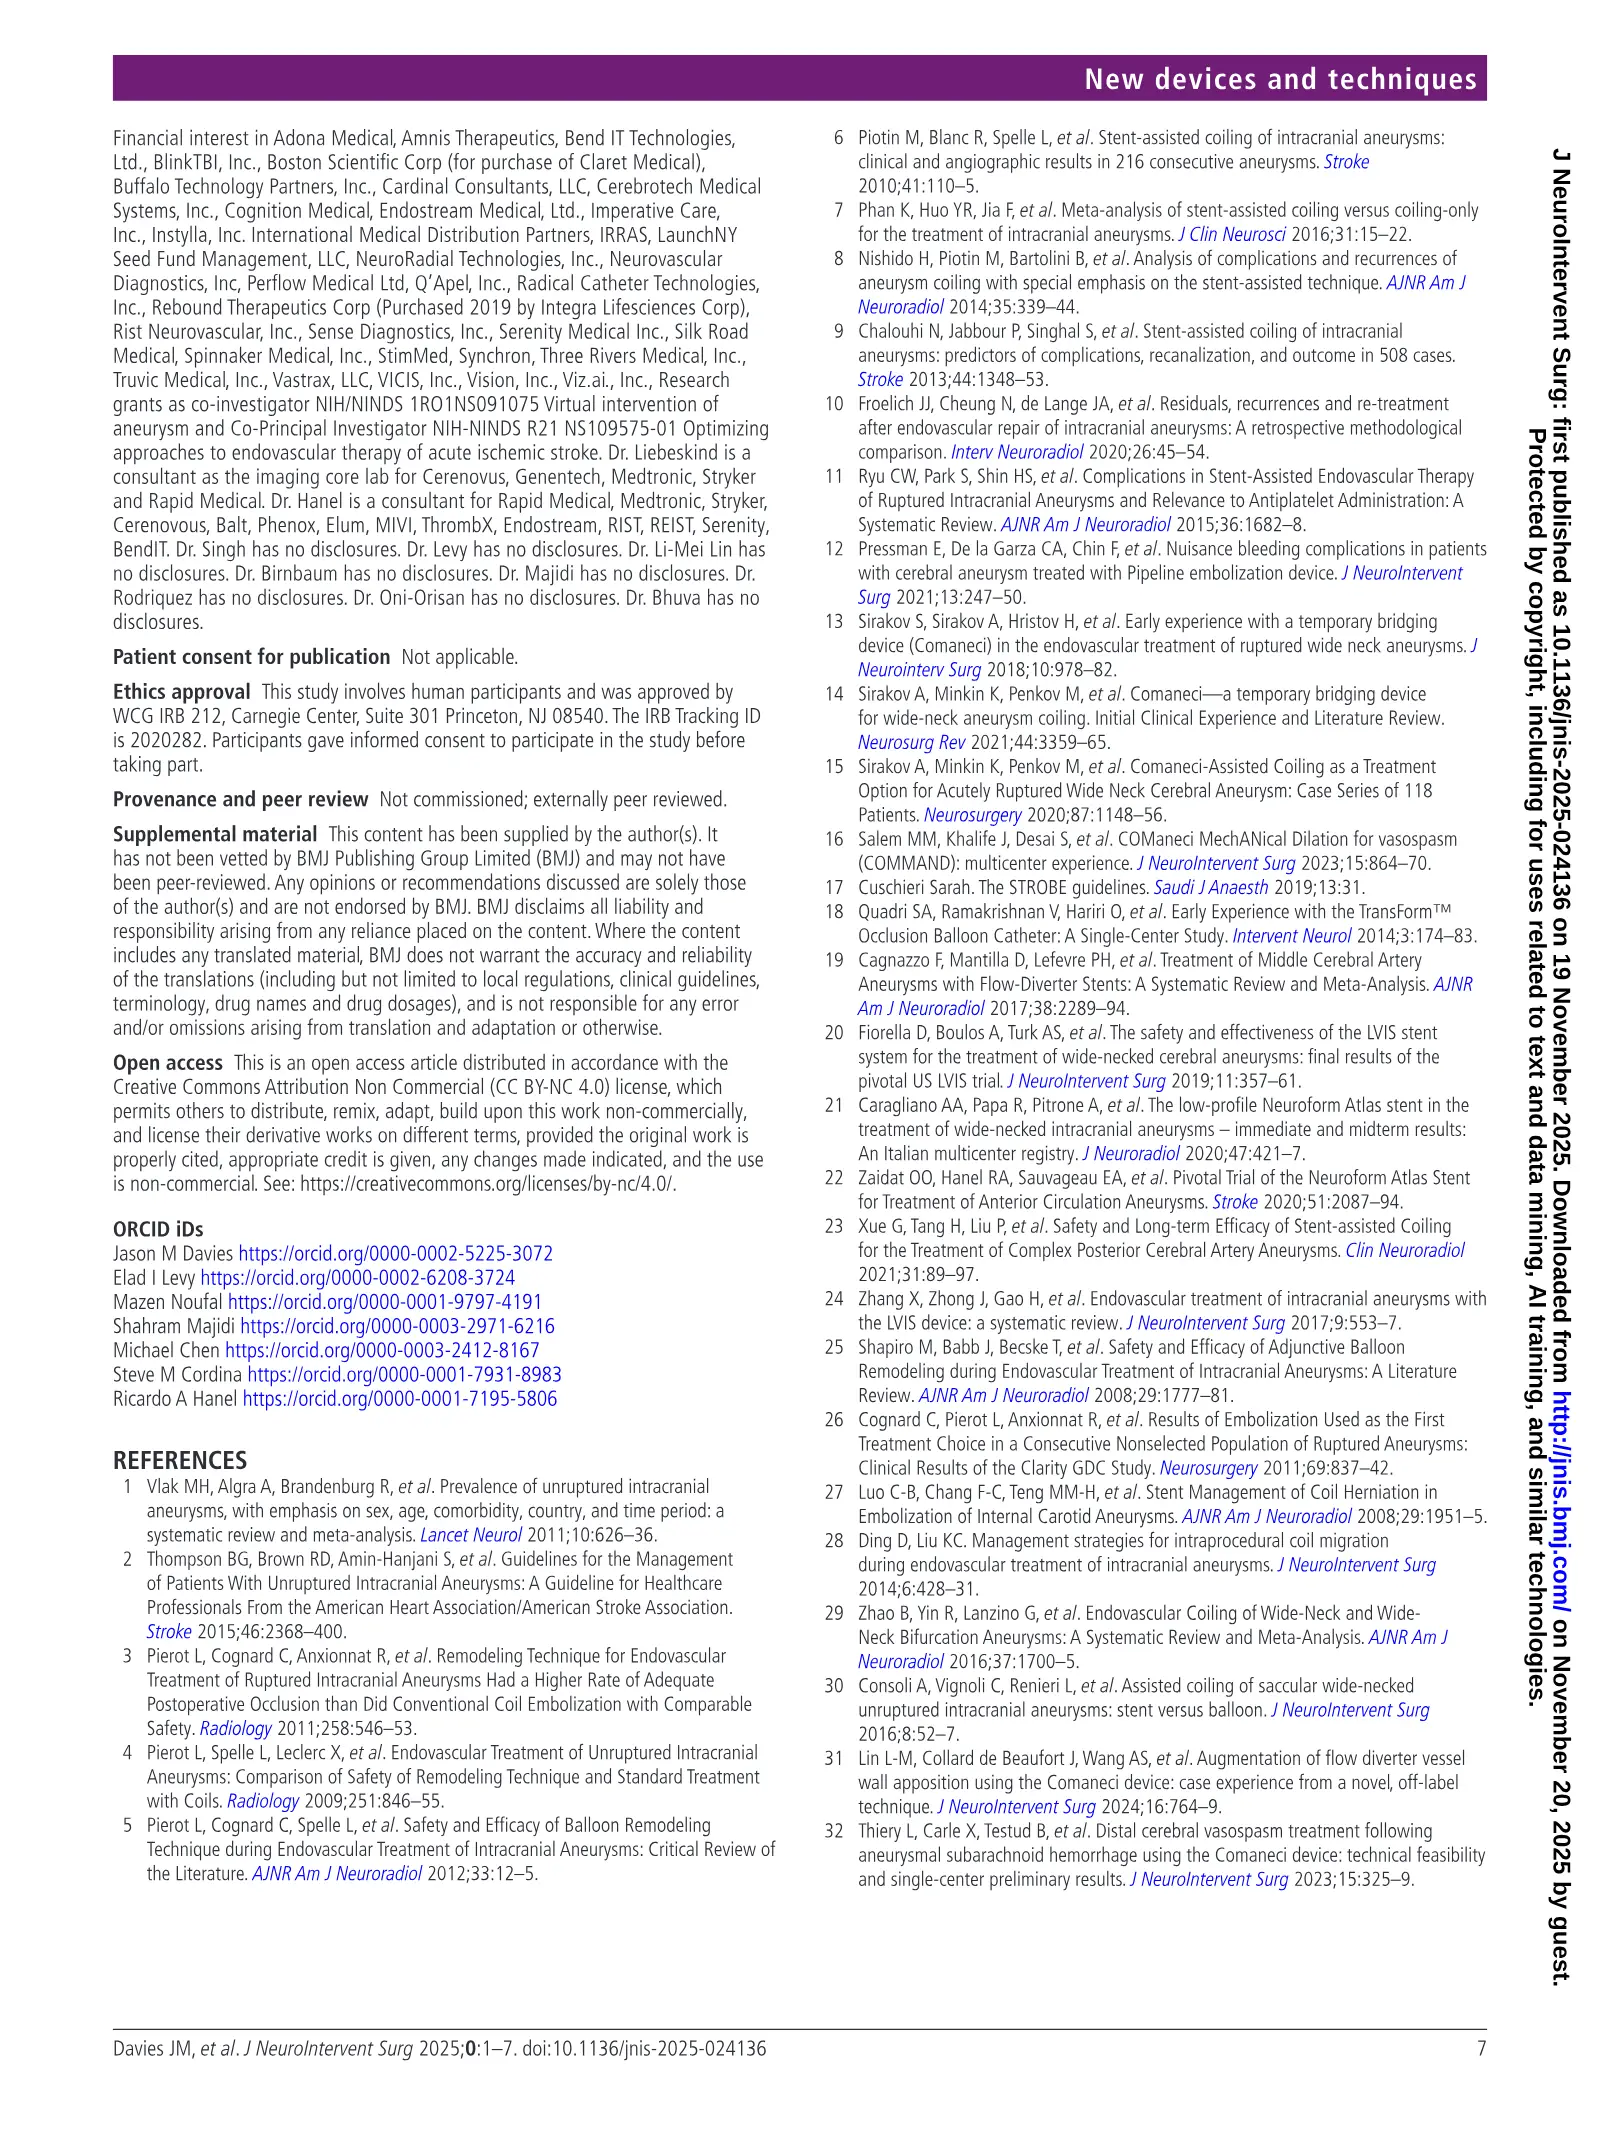 New devices and techniques
Financial interest in Adona Medical, Amnis Therapeutics, Bend IT Technologies,
Ltd., BlinkTBI, Inc., Boston Scientific Corp (for purchase of Claret Medical),
Buffalo Technology Partners, Inc., Cardinal Consultants, LLC, Cerebrotech Medical
Systems, Inc., Cognition Medical, Endostream Medical, Ltd., Imperative Care,
Inc., Instylla, Inc. International Medical Distribution Partners, IRRAS, LaunchNY
Seed Fund Management, LLC, NeuroRadial Technologies, Inc., Neurovascular
Diagnostics, Inc, Perflow Medical Ltd, Q’Apel, Inc., Radical Catheter Technologies,
Inc., Rebound Therapeutics Corp (Purchased 2019 by Integra Lifesciences Corp),
Rist Neurovascular, Inc., Sense Diagnostics, Inc., Serenity Medical Inc., Silk Road
Medical, Spinnaker Medical, Inc., StimMed, Synchron, Three Rivers Medical, Inc.,
Truvic Medical, Inc., Vastrax, LLC, VICIS, Inc., Vision, Inc., Viz.ai., Inc., Research
grants as co-investigator NIH/NINDS 1RO1NS091075 Virtual intervention of
aneurysm and Co-Principal Investigator NIH-NINDS R21 NS109575-01 Optimizing
approaches to endovascular therapy of acute ischemic stroke. Dr. Liebeskind is a
consultant as the imaging core lab for Cerenovus, Genentech, Medtronic, Stryker
and Rapid Medical. Dr. Hanel is a consultant for Rapid Medical, Medtronic, Stryker,
Cerenovous, Balt, Phenox, Elum, MIVI, ThrombX, Endostream, RIST, REIST, Serenity,
BendIT. Dr. Singh has no disclosures. Dr. Levy has no disclosures. Dr. Li-Mei Lin has
no disclosures. Dr. Birnbaum has no disclosures. Dr. Majidi has no disclosures. Dr.
Rodriquez has no disclosures. Dr. Oni-Orisan has no disclosures. Dr. Bhuva has no
disclosures.
Patient consent for publication Not applicable.
Ethics approval This study involves human participants and was approved by
WCG IRB 212, Carnegie Center, Suite 301 Princeton, NJ 08540. The IRB Tracking ID
is 2020282. Participants gave informed consent to participate in the study before
taking part.
Provenance and peer review Not commissioned; externally peer reviewed.
Supplemental material This content has been supplied by the author(s). It
has not been vetted by BMJ Publishing Group Limited (BMJ) and may not have
been peer-reviewed. Any opinions or recommendations discussed are solely those
of the author(s) and are not endorsed by BMJ. BMJ disclaims all liability and
responsibility arising from any reliance placed on the content. Where the content
includes any translated material, BMJ does not warrant the accuracy and reliability
of the translations (including but not limited to local regulations, clinical guidelines,
terminology, drug names and drug dosages), and is not responsible for any error
and/or omissions arising from translation and adaptation or otherwise.
Open access This is an open access article distributed in accordance with the
Creative Commons Attribution Non Commercial (CC BY-NC 4.0) license, which
permits others to distribute, remix, adapt, build upon this work non-commercially,
and license their derivative works on different terms, provided the original work is
properly cited, appropriate credit is given, any changes made indicated, and the use
is non-commercial. See: https://creativecommons.org/licenses/by-nc/4.0/.
ORCID iDs
Jason M Davies https://orcid.org/0000-0002-5225-3072
Elad I Levy https://orcid.org/0000-0002-6208-3724
Mazen Noufal https://orcid.org/0000-0001-9797-4191
Shahram Majidi https://orcid.org/0000-0003-2971-6216
Michael Chen https://orcid.org/0000-0003-2412-8167
Steve M Cordina https://orcid.org/0000-0001-7931-8983
Ricardo A Hanel https://orcid.org/0000-0001-7195-5806
REFERENCES
1 Vlak MH, Algra A, Brandenburg R, et al. Prevalence of unruptured intracranial
aneurysms, with emphasis on sex, age, comorbidity, country, and time period: a
systematic review and meta-analysis. Lancet Neurol 2011;10:626–36.
2 Thompson BG, Brown RD, Amin-Hanjani S, et al. Guidelines for the Management
of Patients With Unruptured Intracranial Aneurysms: A Guideline for Healthcare
Professionals From the American Heart Association/American Stroke Association.
Stroke 2015;46:2368–400.
3 Pierot L, Cognard C, Anxionnat R, et al. Remodeling Technique for Endovascular
Treatment of Ruptured Intracranial Aneurysms Had a Higher Rate of Adequate
Postoperative Occlusion than Did Conventional Coil Embolization with Comparable
Safety. Radiology 2011;258:546–53.
4 Pierot L, Spelle L, Leclerc X, et al. Endovascular Treatment of Unruptured Intracranial
Aneurysms: Comparison of Safety of Remodeling Technique and Standard Treatment
with Coils. Radiology 2009;251:846–55.
5 Pierot L, Cognard C, Spelle L, et al. Safety and Efficacy of Balloon Remodeling
Technique during Endovascular Treatment of Intracranial Aneurysms: Critical Review of
the Literature. AJNR Am J Neuroradiol 2012;33:12–5.
6 Piotin M, Blanc R, Spelle L, et al. Stent-assisted coiling of intracranial aneurysms:
clinical and angiographic results in 216 consecutive aneurysms. Stroke
2010;41:110–5.
7 Phan K, Huo YR, Jia F, et al. Meta-analysis of stent-assisted coiling versus coiling-only
for the treatment of intracranial aneurysms. J Clin Neurosci 2016;31:15–22.
8 Nishido H, Piotin M, Bartolini B, et al. Analysis of complications and recurrences of
aneurysm coiling with special emphasis on the stent-assisted technique. AJNR Am J
Neuroradiol 2014;35:339–44.
9 Chalouhi N, Jabbour P, Singhal S, et al. Stent-assisted coiling of intracranial
aneurysms: predictors of complications, recanalization, and outcome in 508 cases.
Stroke 2013;44:1348–53.
10 Froelich JJ, Cheung N, de Lange JA, et al. Residuals, recurrences and re-treatment
after endovascular repair of intracranial aneurysms: A retrospective methodological
comparison. Interv Neuroradiol 2020;26:45–54.
11 Ryu CW, Park S, Shin HS, et al. Complications in Stent-Assisted Endovascular Therapy
of Ruptured Intracranial Aneurysms and Relevance to Antiplatelet Administration: A
Systematic Review. AJNR Am J Neuroradiol 2015;36:1682–8.
12 Pressman E, De la Garza CA, Chin F, et al. Nuisance bleeding complications in patients
with cerebral aneurysm treated with Pipeline embolization device. J NeuroIntervent
Surg 2021;13:247–50.
13 Sirakov S, Sirakov A, Hristov H, et al. Early experience with a temporary bridging
device (Comaneci) in the endovascular treatment of ruptured wide neck aneurysms. J
Neurointerv Surg 2018;10:978–82.
14 Sirakov A, Minkin K, Penkov M, et al. Comaneci—a temporary bridging device
for wide-neck aneurysm coiling. Initial Clinical Experience and Literature Review.
Neurosurg Rev 2021;44:3359–65.
15 Sirakov A, Minkin K, Penkov M, et al. Comaneci-Assisted Coiling as a Treatment
Option for Acutely Ruptured Wide Neck Cerebral Aneurysm: Case Series of 118
Patients. Neurosurgery 2020;87:1148–56.
16 Salem MM, Khalife J, Desai S, et al. COManeci MechANical Dilation for vasospasm
(COMMAND): multicenter experience. J NeuroIntervent Surg 2023;15:864–70.
17 Cuschieri Sarah. The STROBE guidelines. Saudi J Anaesth 2019;13:31.
18 Quadri SA, Ramakrishnan V, Hariri O, et al. Early Experience with the TransForm™
Occlusion Balloon Catheter: A Single-Center Study. Intervent Neurol 2014;3:174–83.
19 Cagnazzo F, Mantilla D, Lefevre PH, et al. Treatment of Middle Cerebral Artery
Aneurysms with Flow-Diverter Stents: A Systematic Review and Meta-Analysis. AJNR
Am J Neuroradiol 2017;38:2289–94.
20 Fiorella D, Boulos A, Turk AS, et al. The safety and effectiveness of the LVIS stent
system for the treatment of wide-necked cerebral aneurysms: final results of the
pivotal US LVIS trial. J NeuroIntervent Surg 2019;11:357–61.
21 Caragliano AA, Papa R, Pitrone A, et al. The low-profile Neuroform Atlas stent in the
treatment of wide-necked intracranial aneurysms – immediate and midterm results:
An Italian multicenter registry. J Neuroradiol 2020;47:421–7.
22 Zaidat OO, Hanel RA, Sauvageau EA, et al. Pivotal Trial of the Neuroform Atlas Stent
for Treatment of Anterior Circulation Aneurysms. Stroke 2020;51:2087–94.
23 Xue G, Tang H, Liu P, et al. Safety and Long-term Efficacy of Stent-assisted Coiling
for the Treatment of Complex Posterior Cerebral Artery Aneurysms. Clin Neuroradiol
2021;31:89–97.
24 Zhang X, Zhong J, Gao H, et al. Endovascular treatment of intracranial aneurysms with
the LVIS device: a systematic review. J NeuroIntervent Surg 2017;9:553–7.
25 Shapiro M, Babb J, Becske T, et al. Safety and Efficacy of Adjunctive Balloon
Remodeling during Endovascular Treatment of Intracranial Aneurysms: A Literature
Review. AJNR Am J Neuroradiol 2008;29:1777–81.
26 Cognard C, Pierot L, Anxionnat R, et al. Results of Embolization Used as the First
Treatment Choice in a Consecutive Nonselected Population of Ruptured Aneurysms:
Clinical Results of the Clarity GDC Study. Neurosurgery 2011;69:837–42.
27 Luo C-B, Chang F-C, Teng MM-H, et al. Stent Management of Coil Herniation in
Embolization of Internal Carotid Aneurysms. AJNR Am J Neuroradiol 2008;29:1951–5.
28 Ding D, Liu KC. Management strategies for intraprocedural coil migration
during endovascular treatment of intracranial aneurysms. J NeuroIntervent Surg
2014;6:428–31.
29 Zhao B, Yin R, Lanzino G, et al. Endovascular Coiling of Wide-Neck and Wide-
Neck Bifurcation Aneurysms: A Systematic Review and Meta-Analysis. AJNR Am J
Neuroradiol 2016;37:1700–5.
30 Consoli A, Vignoli C, Renieri L, et al. Assisted coiling of saccular wide-necked
unruptured intracranial aneurysms: stent versus balloon. J NeuroIntervent Surg
2016;8:52–7.
31 Lin L-M, Collard de Beaufort J, Wang AS, et al. Augmentation of flow diverter vessel
wall apposition using the Comaneci device: case experience from a novel, off-label
technique. J NeuroIntervent Surg 2024;16:764–9.
32 Thiery L, Carle X, Testud B, et al. Distal cerebral vasospasm treatment following
aneurysmal subarachnoid hemorrhage using the Comaneci device: technical feasibility
and single-center preliminary results. J NeuroIntervent Surg 2023;15:325–9.
Davies JM, et al. J NeuroIntervent Surg 2025;0:1–7. doi:10.1136/jnis-2025-024136
7
J NeuroIntervent Surg: first published as 10.1136/jnis-2025-024136 on 19 November 2025. Downloaded from http://jnis.bmj.com/ on November 20, 2025 by guest.
Protected by copyright, including for uses related to text and data mining, AI training, and similar technologies.